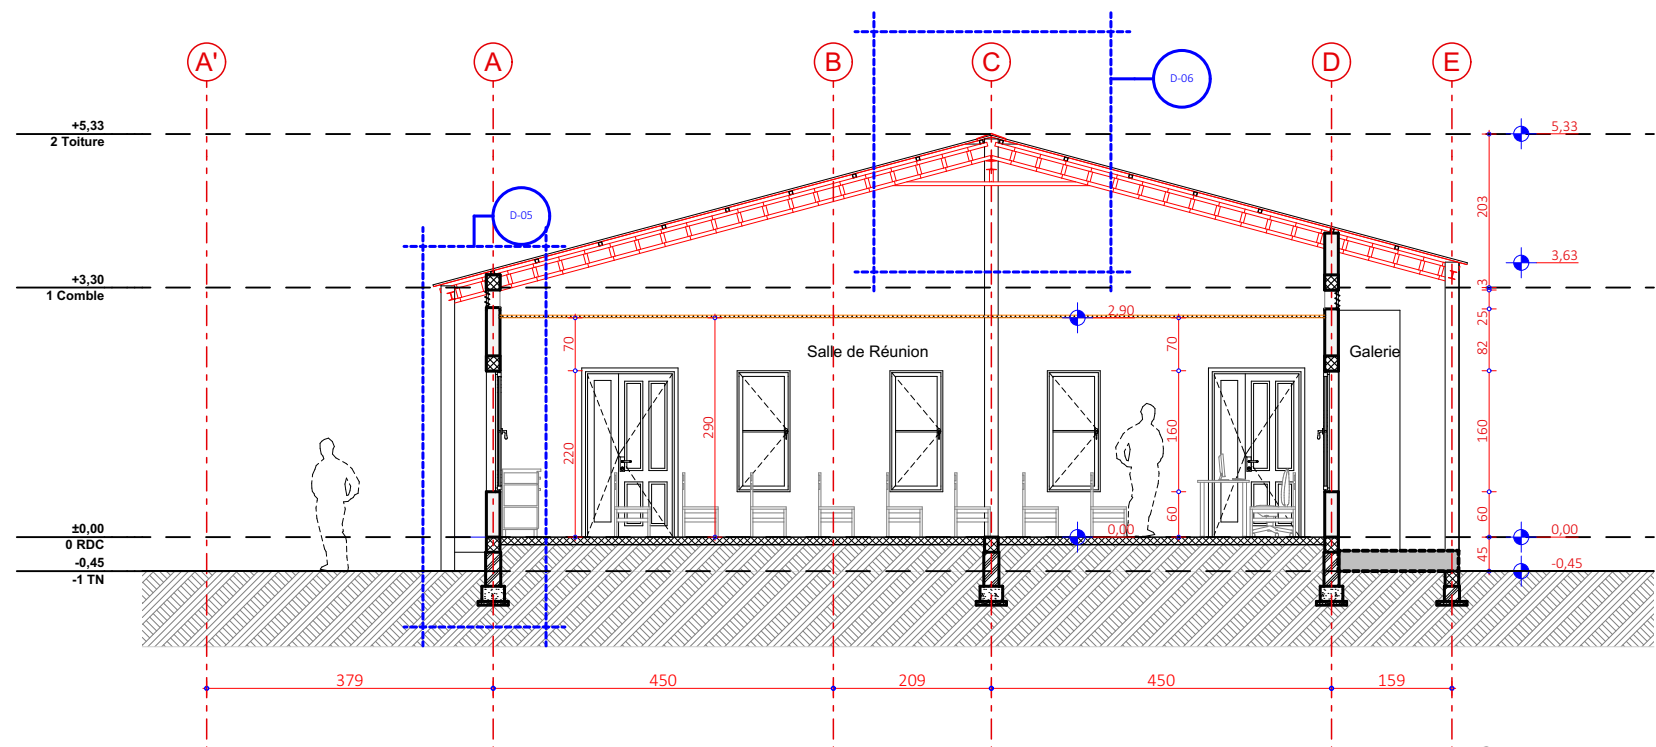 A'
A
B
C
D
E
D-06
+5,33
2 Toiture
5,33
D-05
203
3,63
+3,30
1 Comble
3
2,90
25
70
70
Salle de Réunion
Galerie
82
290
220
160
160
60
60
±0,00
0 RDC
0,00
0,00
-0,45
-1 TN
45
-0,45
379
450
209
450
159